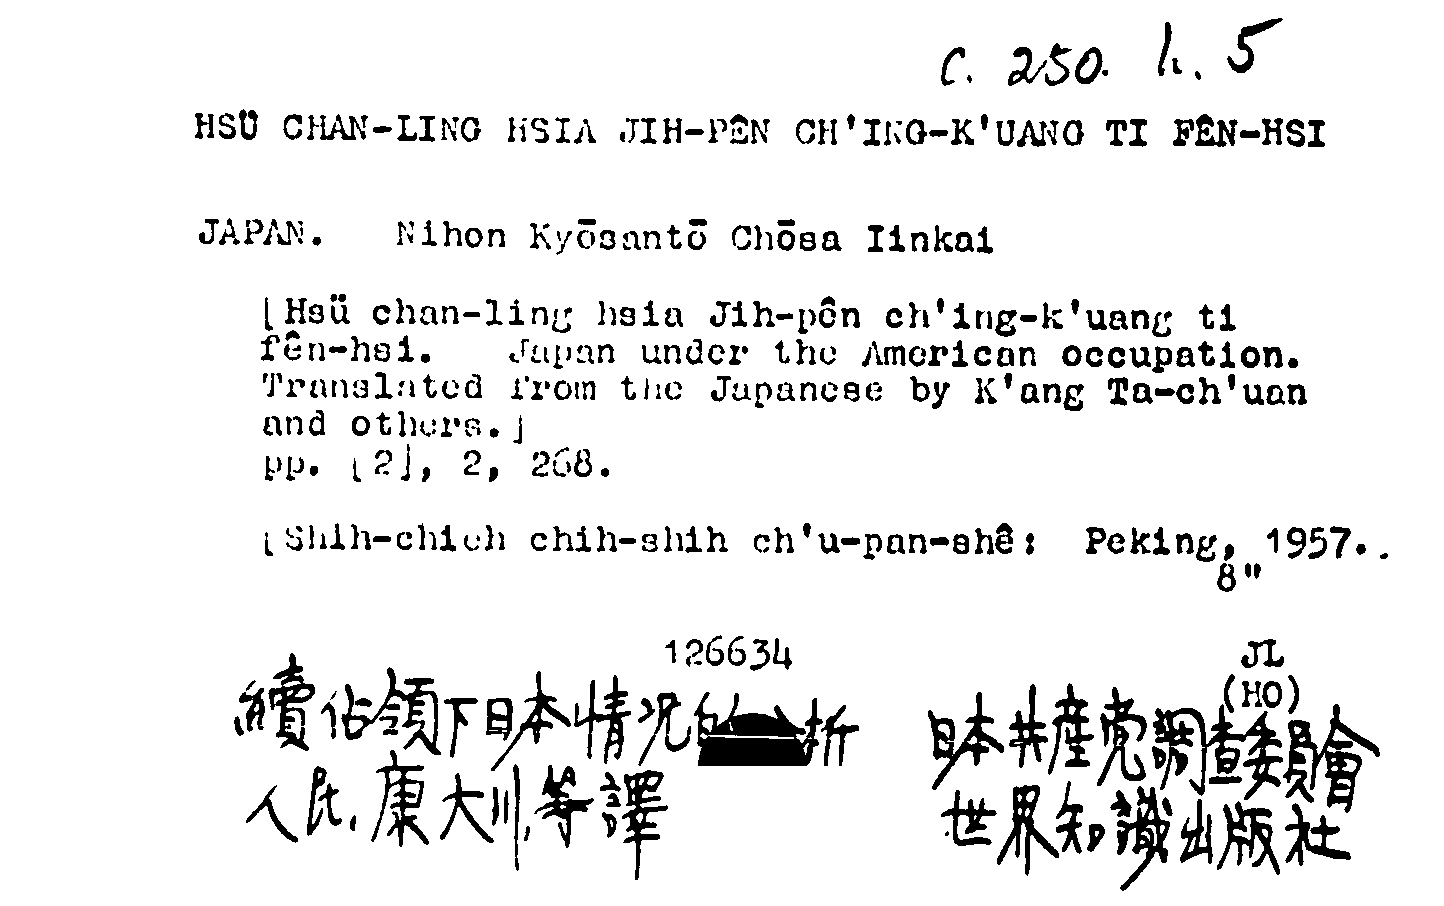 c. 250. h. 5
HSÜ CHAN-LING HSIA JIH-PÊN CH'ING-K'UANG TI FÊN-HSI
JAPAN. Nihon Kyōsantō Chōsa Iinkai
[Hsü chan-ling hsia Jih-pên ch'ing-k'uang ti
fên-hsi. Japan under the American occupation.
Translated from the Japanese by K'ang Ta-ch'uan
and others.]
pp. [2], 2, 268.
[Shih-chieh chih-shih ch'u-pan-shê: Peking, 1957..
8"
126634
JL
(HO)
續佔領下日本情况的析
人民,康大川,等譯
日本共産党調查委員會
世界知識出版社